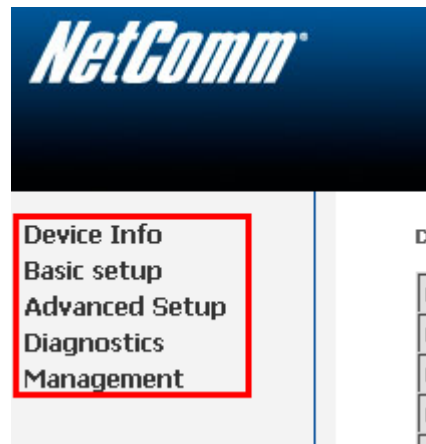 NetComm
Device Info
Basic setup
Advanced Setup
Diagnostics
Management